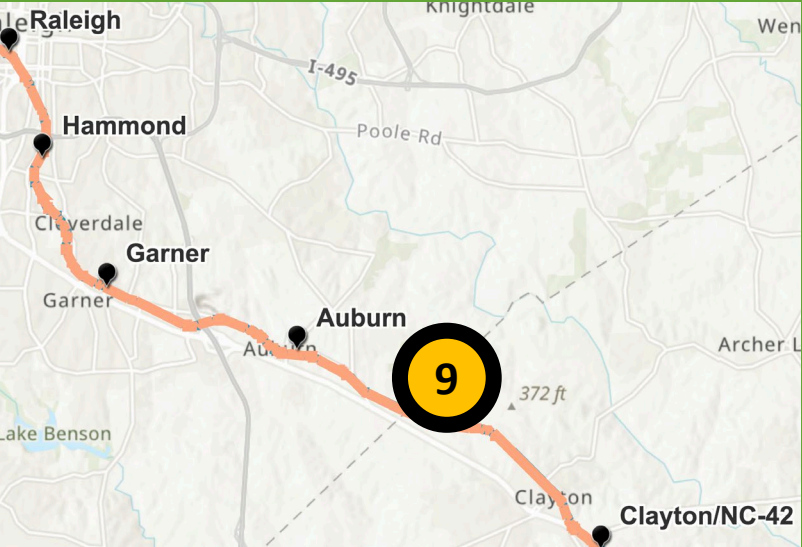 Knightdale
Raleigh
Wen
I-495
Hammond
Poole Rd
Cloverdale
Garner
Garner
Auburn
Auburn
Archer L
9
372 ft
Lake Benson
Clayton
Clayton/NC-42